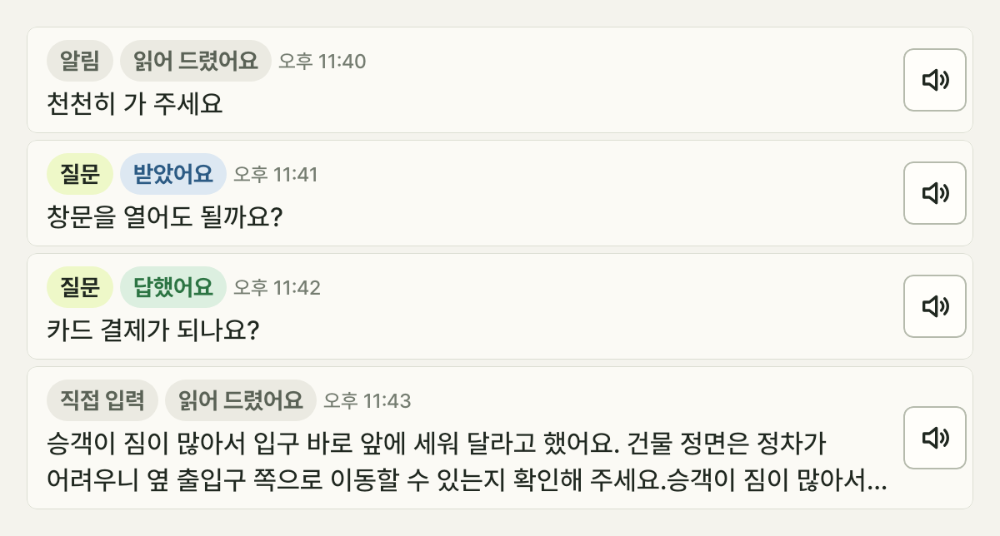 알림 읽어 드렸어요 오후 11:40
천천히 가 주세요
질문 받았어요 오후 11:41
창문을 열어도 될까요?
질문 답했어요 오후 11:42
카드 결제가 되나요?
직접 입력 읽어 드렸어요 오후 11:43
승객이 짐이 많아서 입구 바로 앞에 세워 달라고 했어요. 건물 정면은 정차가
어려우니 옆 출입구 쪽으로 이동할 수 있는지 확인해 주세요.승객이 짐이 많아서...